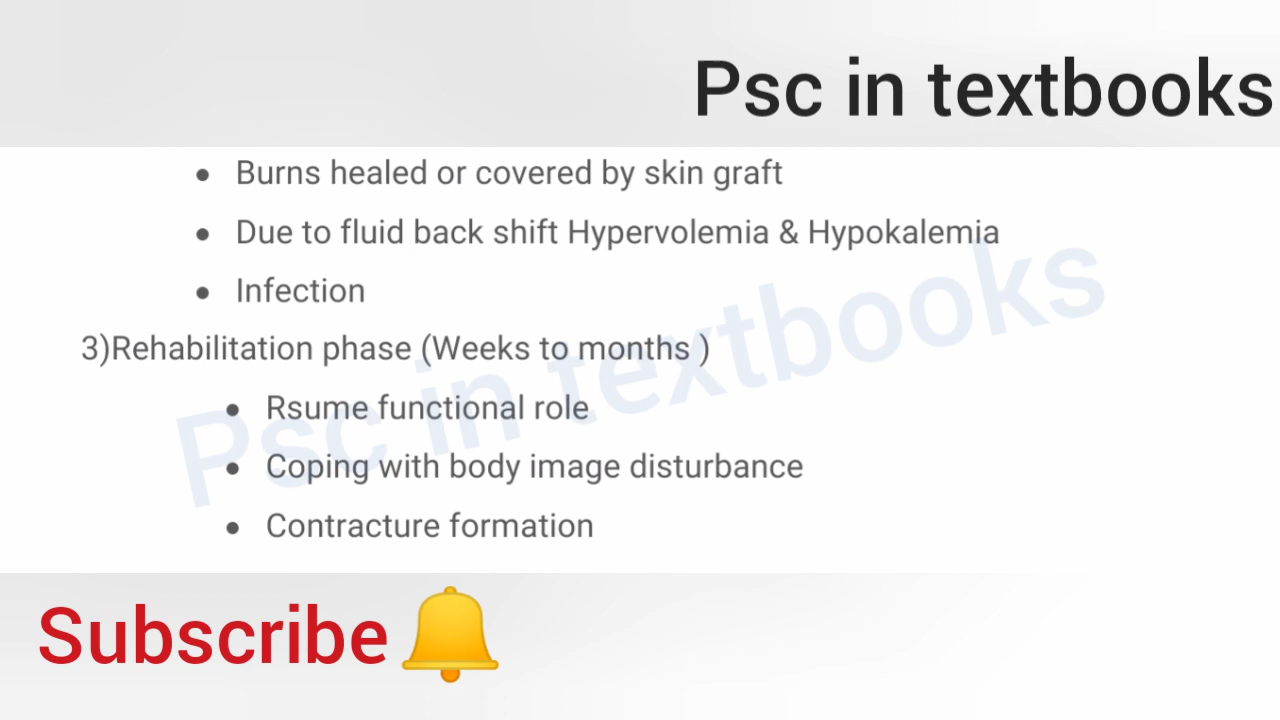 Psc in textbooks
● Burns healed or covered by skin graft
● Due to fluid back shift Hypervolemia & Hypokalemia
● Infection
3)Rehabilitation phase (Weeks to months )
● Rsume functional role
● Coping with body image disturbance
● Contracture formation
Psc in textbooks
Subscribe